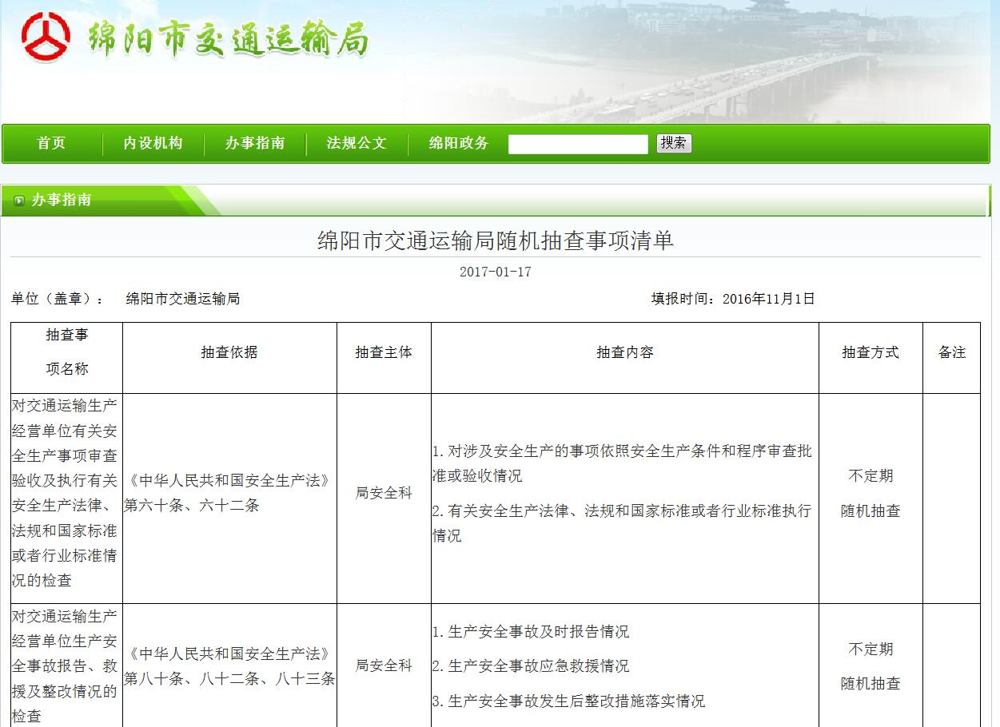 绵阳市交通运输局
首页 内设机构 办事指南 法规公文 绵阳政务 搜索
办事指南
绵阳市交通运输局随机抽查事项清单
2017-01-17
单位（盖章）： 绵阳市交通运输局 填报时间：2016年11月1日
抽查事
项名称
抽查依据
抽查主体
抽查内容
抽查方式
备注
对交通运输生产
经营单位有关安
全生产事项审查
验收及执行有关
安全生产法律、
法规和国家标准
或者行业标准情
况的检查
《中华人民共和国安全生产法》
第六十条、六十二条
局安全科
1.对涉及安全生产的事项依照安全生产条件和程序审查批
准或验收情况
2.有关安全生产法律、法规和国家标准或者行业标准执行
情况
不定期
随机抽查
对交通运输生产
经营单位生产安
全事故报告、救
援及整改情况的
检查
《中华人民共和国安全生产法》
第八十条、八十二条、八十三条
局安全科
1.生产安全事故及时报告情况
2.生产安全事故应急救援情况
3.生产安全事故发生后整改措施落实情况
不定期
随机抽查